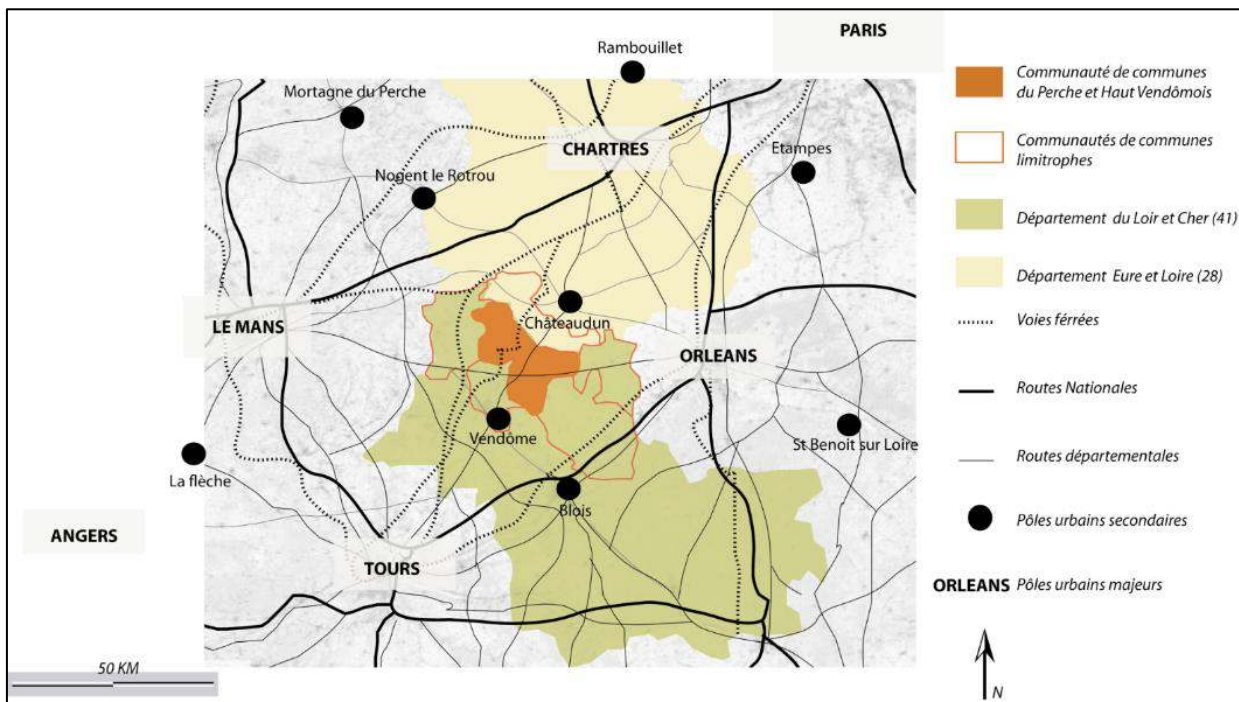 PARIS
Rambouillet
Mortagne du Perche
CHARTRES
Etampes
Nogent le Rotrou
Châteaudun
LE MANS
ORLEANS
Vendôme
St Benoit sur Loire
La flèche
Blois
ANGERS
TOURS
50 KM
Communauté de communes
du Perche et Haut Vendômois
Communautés de communes
limitrophes
Département du Loir et Cher (41)
Département Eure et Loire (28)
Voies férrées
Routes Nationales
Routes départementales
Pôles urbains secondaires
ORLEANS Pôles urbains majeurs
N